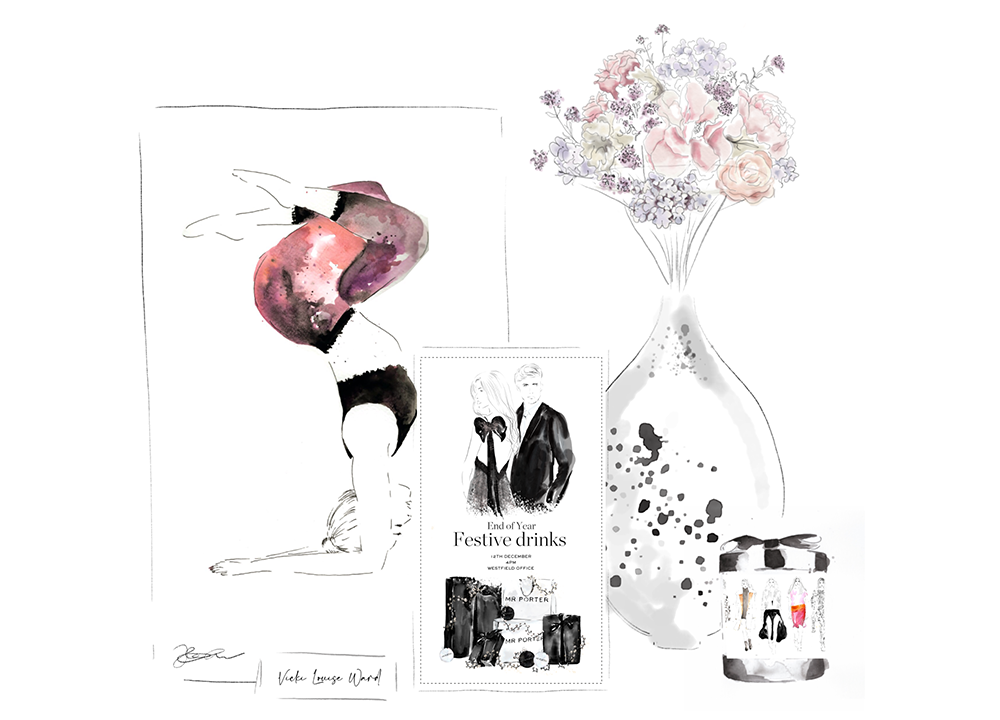 End of Year
Festive drinks
12TH DECEMBER
4PM
WESTFIELD OFFICE
MR PORTER
MR PORTER
Vicki Louise Ward